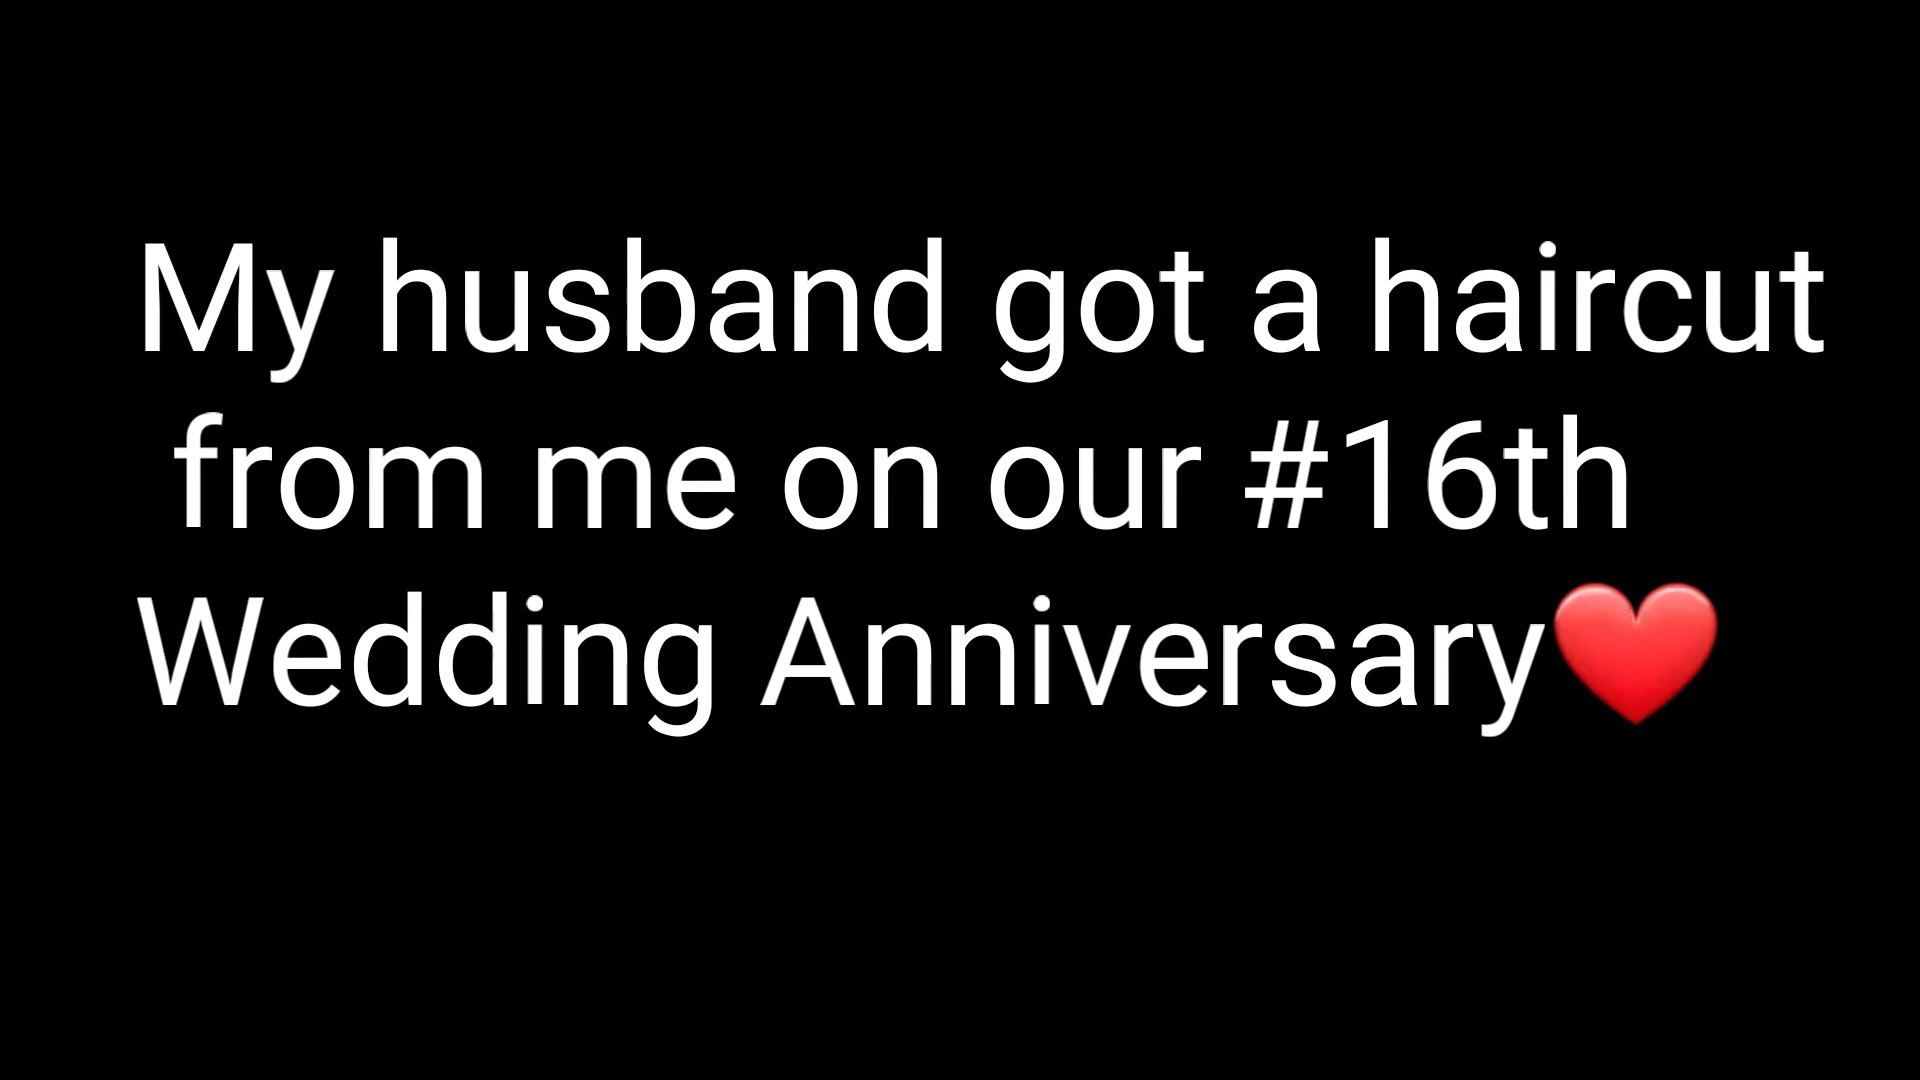 My husband got a haircut
from me on our #16th
Wedding Anniversary❤️